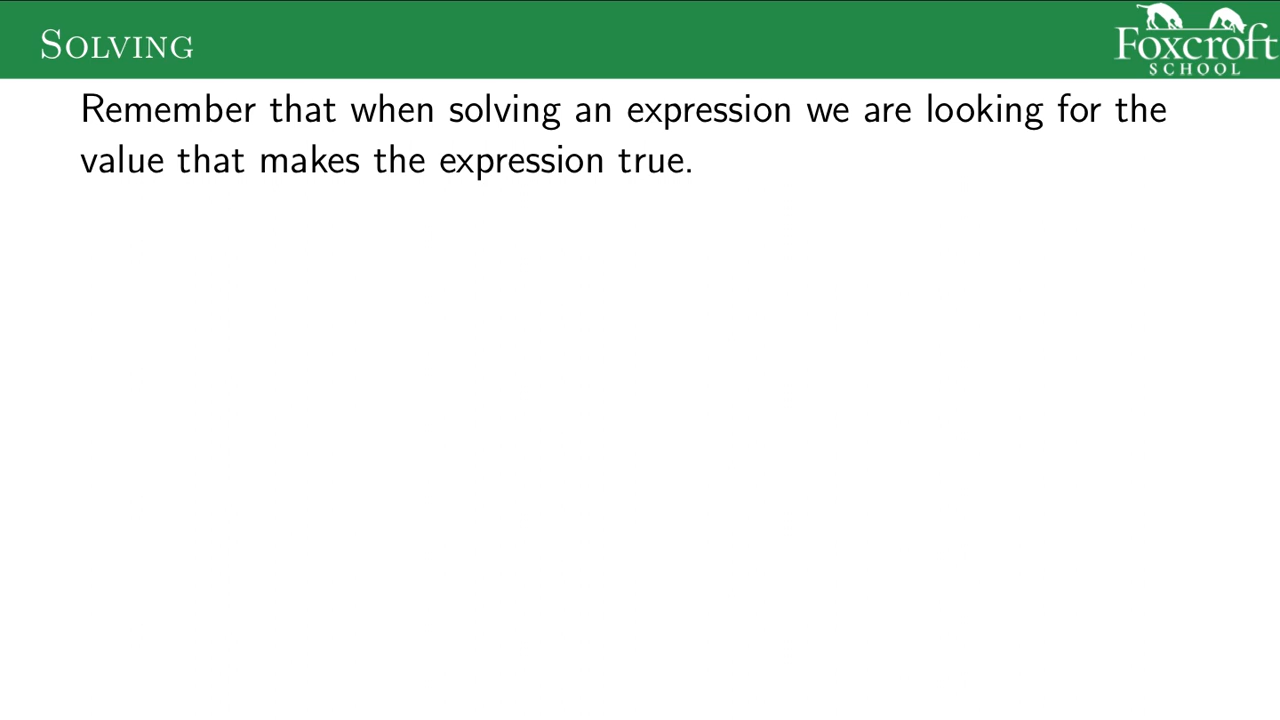 Solving
Foxcroft
SCHOOL
Remember that when solving an expression we are looking for the
value that makes the expression true.